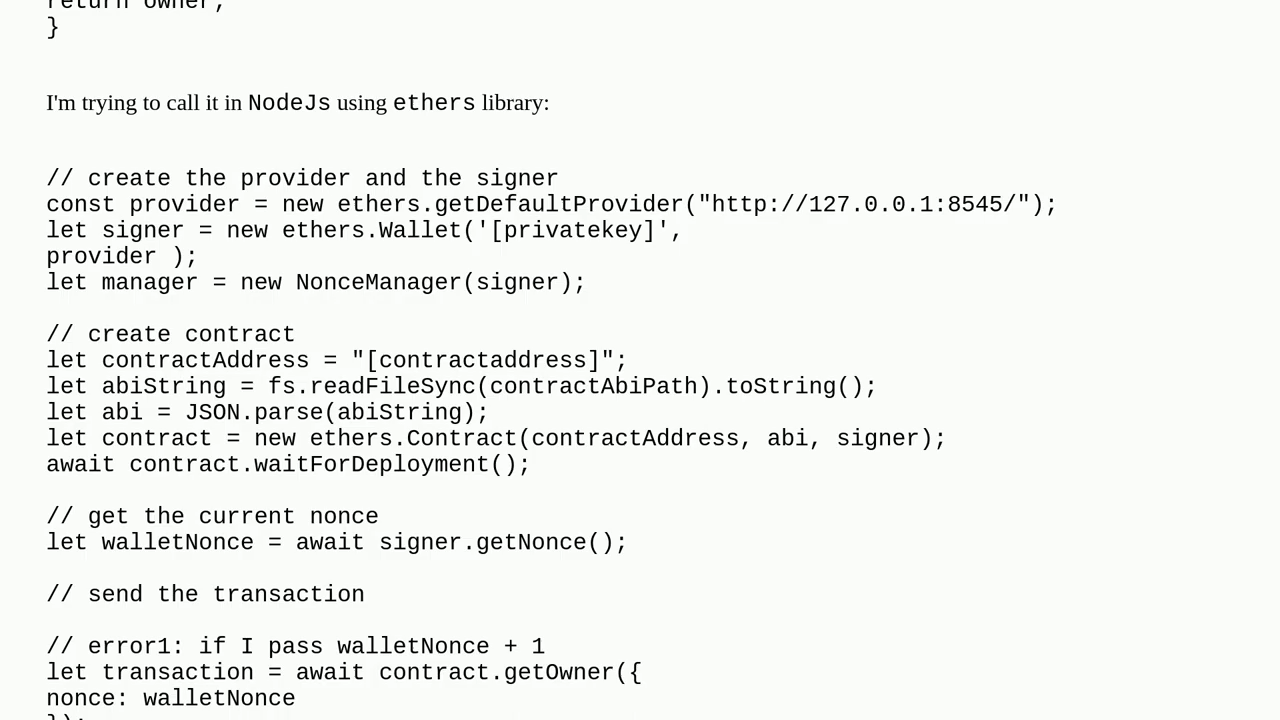 return owner;
}
I'm trying to call it in NodeJs using ethers library:
// create the provider and the signer
const provider = new ethers.getDefaultProvider("http://127.0.0.1:8545/");
let signer = new ethers.Wallet('[privatekey]',
provider );
let manager = new NonceManager(signer);
// create contract
let contractAddress = "[contractaddress]";
let abiString = fs.readFileSync(contractAbiPath).toString();
let abi = JSON.parse(abiString);
let contract = new ethers.Contract(contractAddress, abi, signer);
await contract.waitForDeployment();
// get the current nonce
let walletNonce = await signer.getNonce();
// send the transaction
// error1: if I pass walletNonce + 1
let transaction = await contract.getOwner({
nonce: walletNonce
});